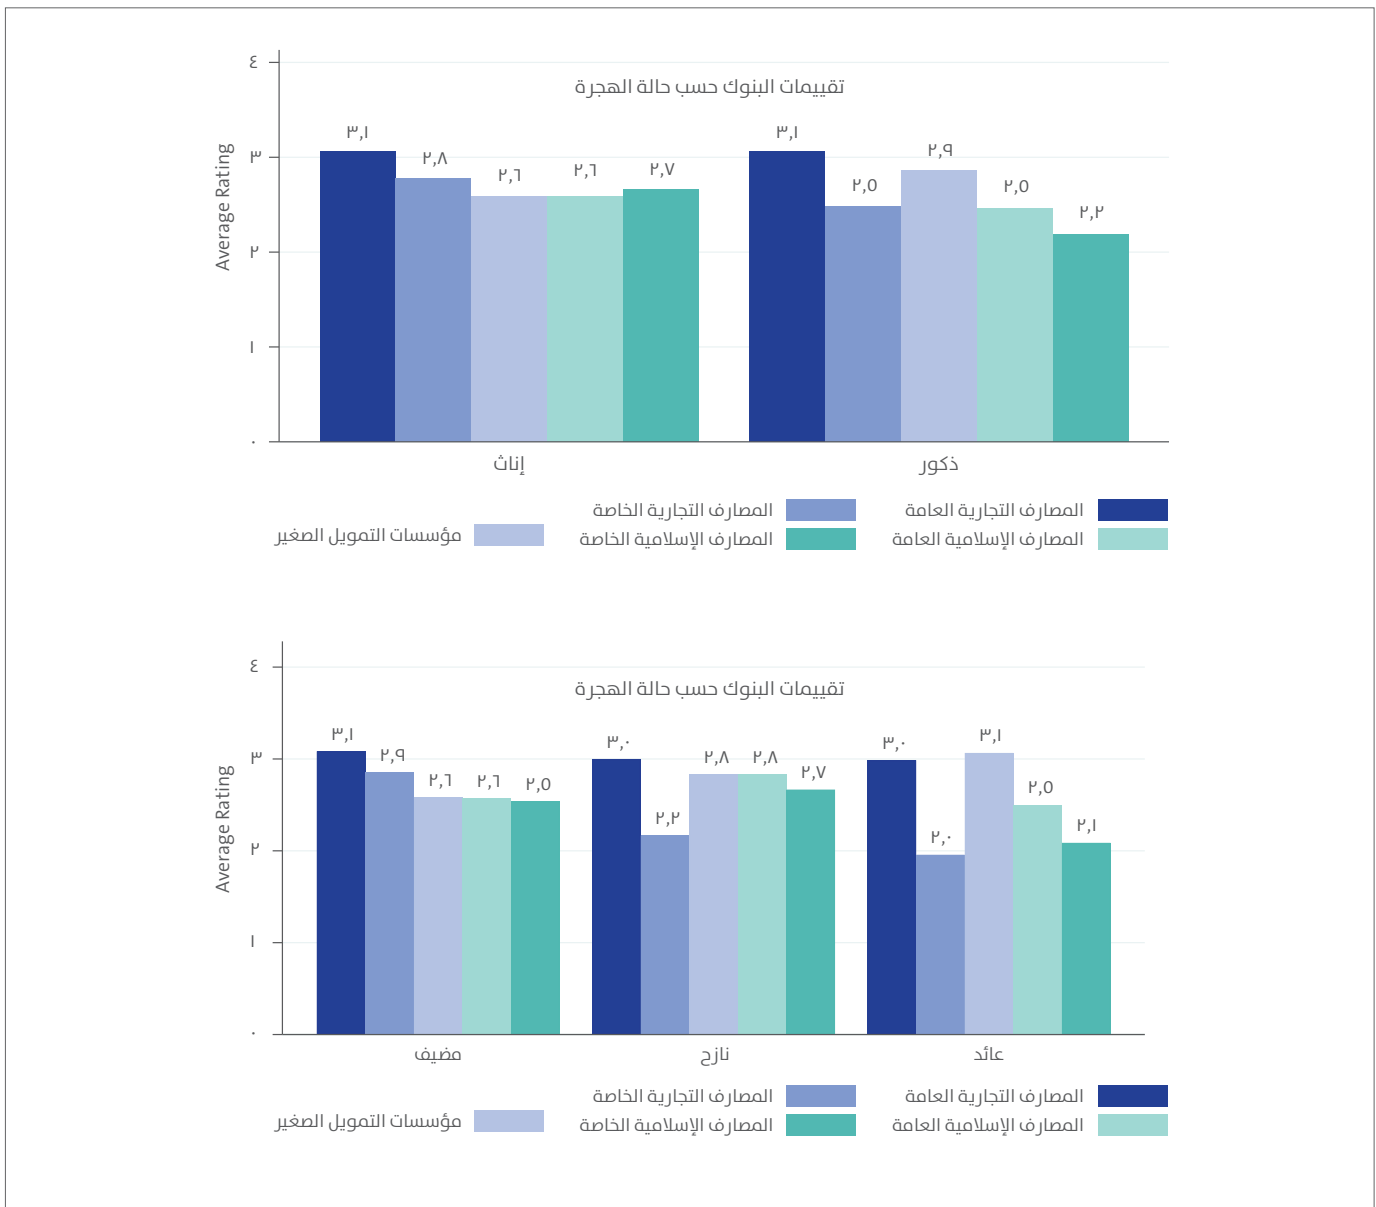 تقييمات البنوك حسب حالة الهجرة
Average Rating
٤
٣
٢
١
٠
٣,١
٢,٨
٢,٦
٢,٦
٢,٧
٣,١
٢,٥
٢,٩
٢,٥
٢,٢
إناث
ذكور
المصارف التجارية العامة
المصارف التجارية الخاصة
مؤسسات التمويل الصغير
المصارف الإسلامية العامة
المصارف الإسلامية الخاصة
تقييمات البنوك حسب حالة الهجرة
Average Rating
٤
٣
٢
١
٠
٣,١
٢,٩
٢,٦
٢,٦
٢,٥
٣,٠
٢,٢
٢,٨
٢,٨
٢,٧
٣,٠
٢,٠
٣,١
٢,٥
٢,١
مضيف
نازح
عائد
المصارف التجارية العامة
المصارف التجارية الخاصة
مؤسسات التمويل الصغير
المصارف الإسلامية العامة
المصارف الإسلامية الخاصة